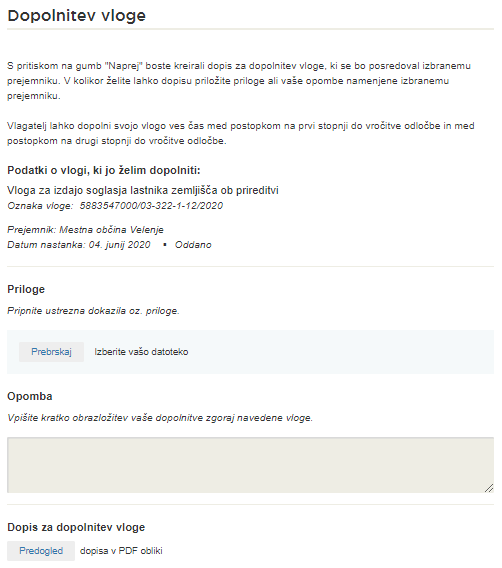 Dopolnitev vloge
S pritiskom na gumb "Naprej" boste kreirali dopis za dopolnitev vloge, ki se bo posredoval izbranemu
prejemniku. V kolikor želite lahko dopisu priložite priloge ali vaše opombe namenjene izbranemu
prejemniku.
Vlagatelj lahko dopolni svojo vlogo ves čas med postopkom na prvi stopnji do vročitve odločbe in med
postopkom na drugi stopnji do vročitve odločbe.
Podatki o vlogi, ki jo želim dopolniti:
Vloga za izdajo soglasja lastnika zemljišča ob prireditvi
Oznaka vloge: 5883547000/03-322-1-12/2020
Prejemnik: Mestna občina Velenje
Datum nastanka: 04. junij 2020 ▪ Oddano
Priloge
Pripnite ustrezna dokazila oz. priloge.
Prebrskaj Izberite vašo datoteko
Opomba
Vpišite kratko obrazložitev vaše dopolnitve zgoraj navedene vloge.
Dopis za dopolnitev vloge
Predogled dopisa v PDF obliki